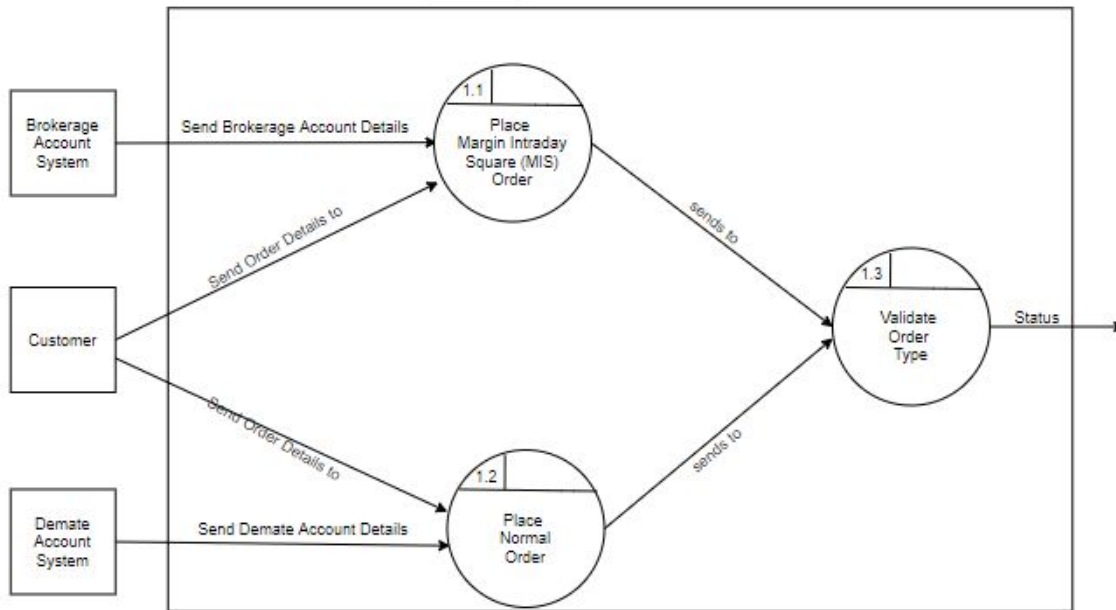 Brokerage
Account
System
Send Brokerage Account Details
1.1
Place
Margin Intraday
Square (MIS)
Order
Send Order Details to
sends to
Customer
1.3
Validate
Order
Type
Status
Send Order Details to
sends to
Demate
Account
System
Send Demate Account Details
1.2
Place
Normal
Order